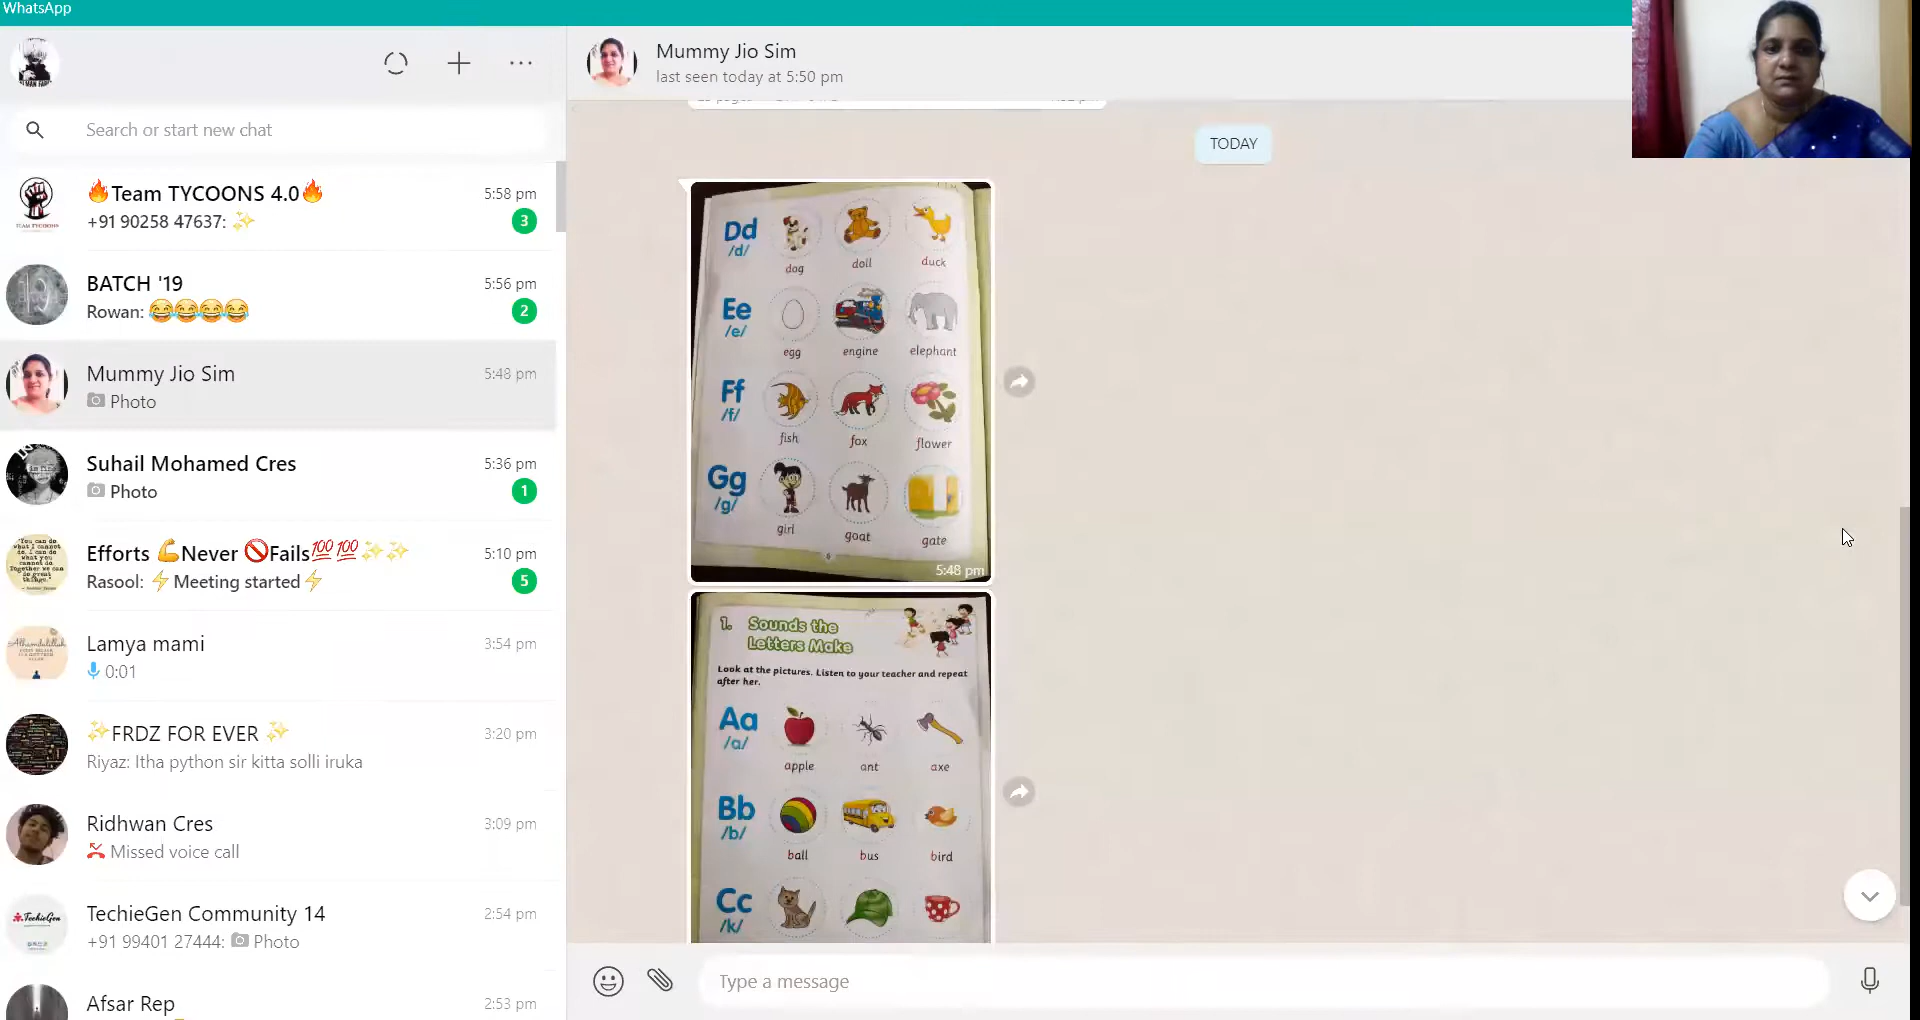 WhatsApp
Search or start new chat
🔥Team TYCOONS 4.0🔥
5:58 pm
+91 90258 47637: ✨
3
BATCH '19
5:56 pm
Rowan: 😂😂😂😂
2
Mummy Jio Sim
5:48 pm
Photo
Suhail Mohamed Cres
5:36 pm
Photo
1
Efforts 💪Never 🚫Fails💯💯✨✨
5:10 pm
Rasool: ⚡Meeting started⚡
5
Lamya mami
3:54 pm
0:01
✨FRDZ FOR EVER ✨
3:20 pm
Riyaz: Itha python sir kitta solli iruka
Ridhwan Cres
3:09 pm
Missed voice call
TechieGen Community 14
2:54 pm
+91 99401 27444: Photo
Afsar Rep
2:53 pm
Mummy Jio Sim
last seen today at 5:50 pm
TODAY
Dd
/d/
dog doll duck
Ee
/e/
egg engine elephant
Ff
/f/
fish fox flower
Gg
/g/
girl goat gate
6
5:48 pm
1. Sounds the
Letters Make
Look at the pictures. Listen to your teacher and repeat
after her.
Aa
/a/
apple ant axe
Bb
/b/
ball bus bird
Cc
/k/
Type a message